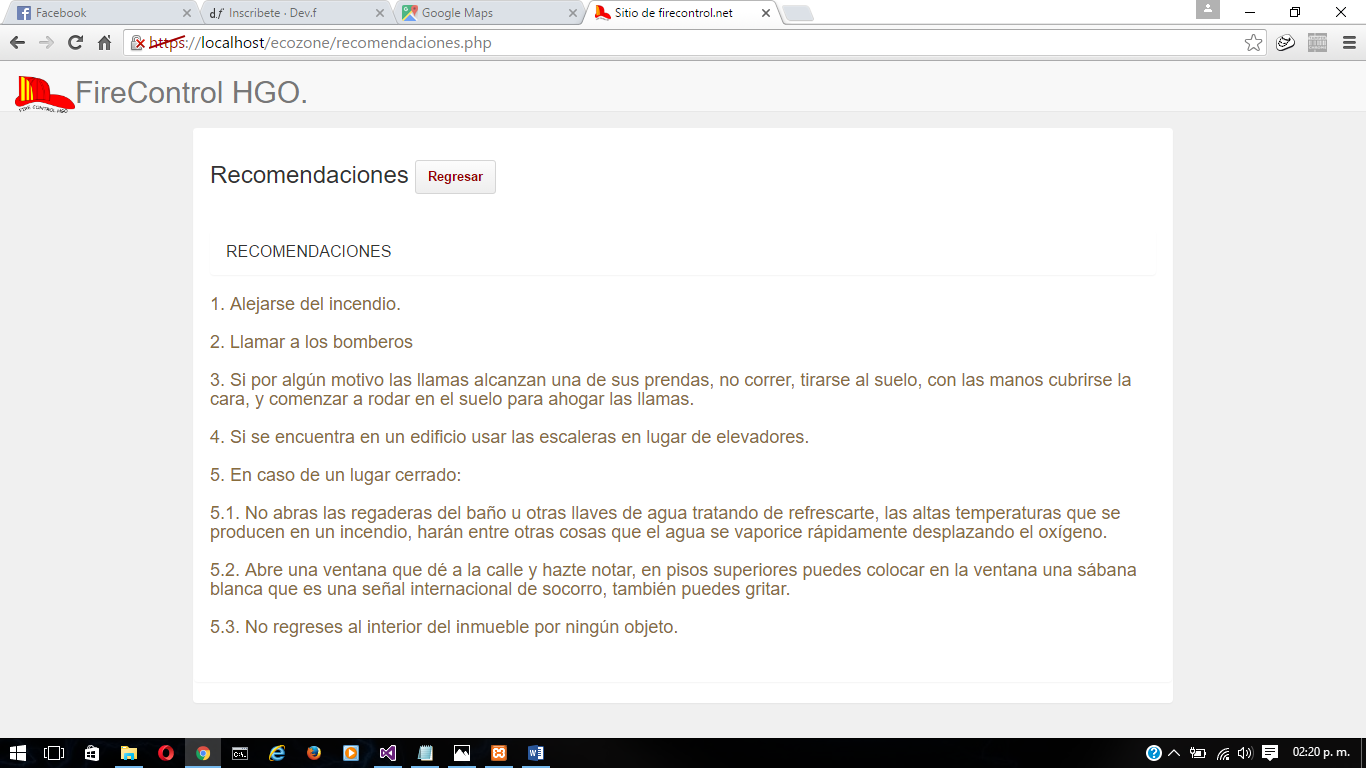 Facebook
Inscribete · Dev.f
Google Maps
Sitio de firecontrol.net
https://localhost/ecozone/recomendaciones.php
FIRE CONTROL HGO
FireControl HGO.
Recomendaciones
Regresar
RECOMENDACIONES
1. Alejarse del incendio.
2. Llamar a los bomberos
3. Si por algún motivo las llamas alcanzan una de sus prendas, no correr, tirarse al suelo, con las manos cubrirse la
cara, y comenzar a rodar en el suelo para ahogar las llamas.
4. Si se encuentra en un edificio usar las escaleras en lugar de elevadores.
5. En caso de un lugar cerrado:
5.1. No abras las regaderas del baño u otras llaves de agua tratando de refrescarte, las altas temperaturas que se
producen en un incendio, harán entre otras cosas que el agua se vaporice rápidamente desplazando el oxígeno.
5.2. Abre una ventana que dé a la calle y hazte notar, en pisos superiores puedes colocar en la ventana una sábana
blanca que es una señal internacional de socorro, también puedes gritar.
5.3. No regreses al interior del inmueble por ningún objeto.
02:20 p. m.